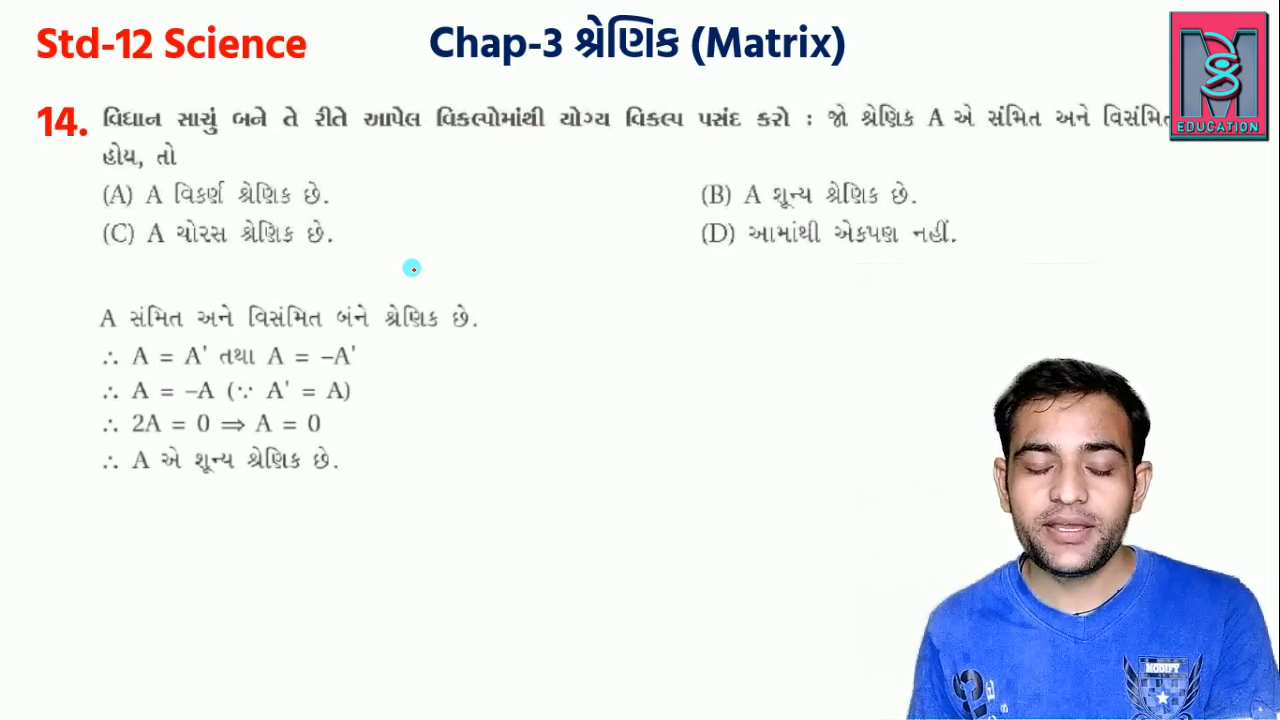 Std-12 Science
Chap-3 શ્રેણિક (Matrix)
14. વિધાન સાચું બને તે રીતે આપેલ વિકલ્પોમાંથી યોગ્ય વિકલ્પ પસંદ કરો : જો શ્રેણિક A એ સંમિત અને વિસંમિત
હોય, તો
(A) A વિકર્ણ શ્રેણિક છે. (B) A શૂન્ય શ્રેણિક છે.
(C) A ચોરસ શ્રેણિક છે. (D) આમાંથી એકપણ નહીં.
A સંમિત અને વિસંમિત બંને શ્રેણિક છે.
∴ A = A' તથા A = –A'
∴ A = –A (∵ A' = A)
∴ 2A = 0 ⇒ A = 0
∴ A એ શૂન્ય શ્રેણિક છે.
M
EDUCATION
MODIFY